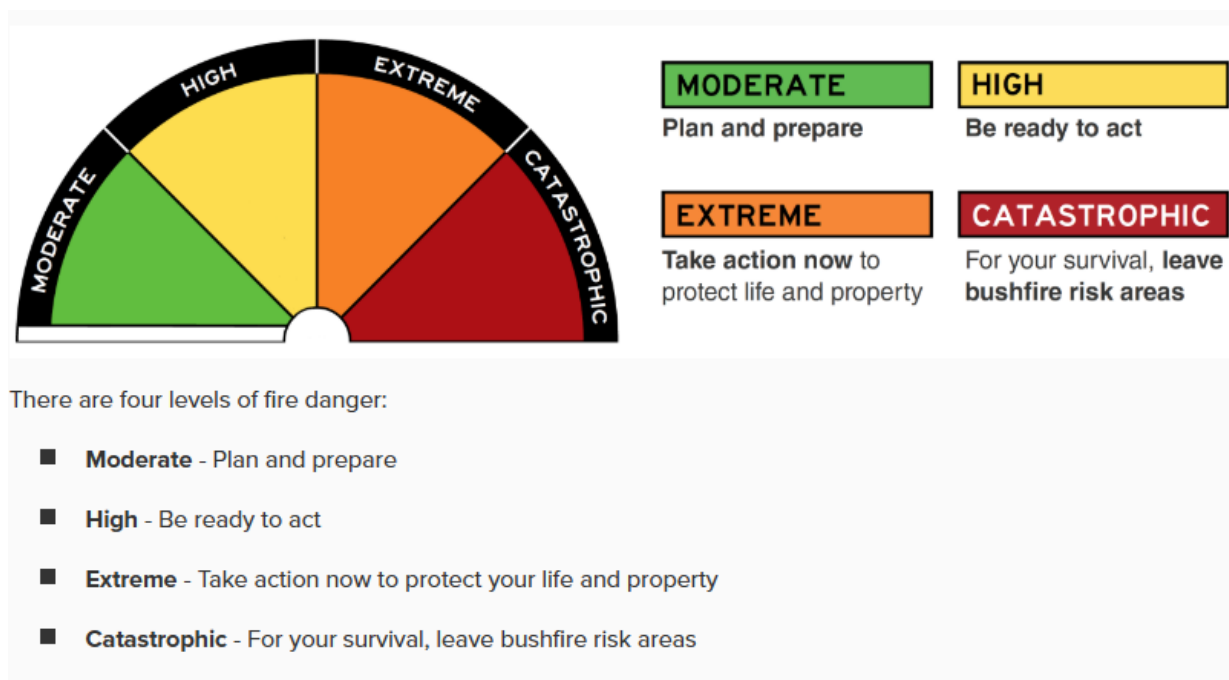 MODERATE
HIGH
EXTREME
CATASTROPHIC
MODERATE
Plan and prepare
HIGH
Be ready to act
EXTREME
Take action now to
protect life and property
CATASTROPHIC
For your survival, leave
bushfire risk areas
There are four levels of fire danger:
Moderate - Plan and prepare
High - Be ready to act
Extreme - Take action now to protect your life and property
Catastrophic - For your survival, leave bushfire risk areas